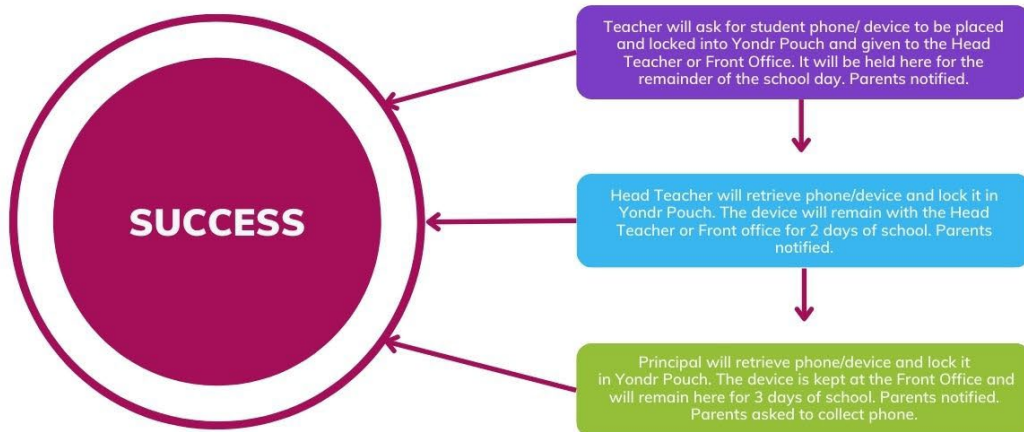 SUCCESS
Teacher will ask for student phone/ device to be placed
and locked into Yondr Pouch and given to the Head
Teacher or Front Office. It will be held here for the
remainder of the school day. Parents notified.
Head Teacher will retrieve phone/device and lock it in
Yondr Pouch. The device will remain with the Head
Teacher or Front office for 2 days of school. Parents
notified.
Principal will retrieve phone/device and lock it
in Yondr Pouch. The device is kept at the Front Office and
will remain here for 3 days of school. Parents notified.
Parents asked to collect phone.